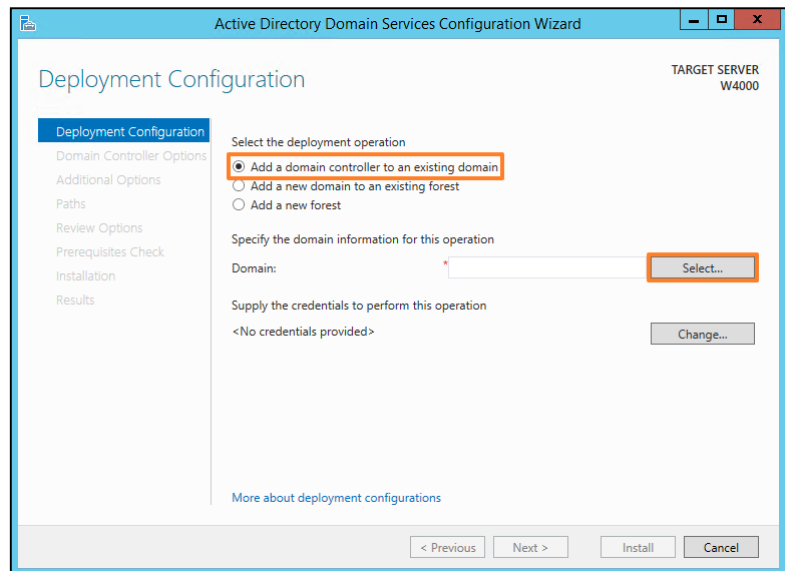 Active Directory Domain Services Configuration Wizard
Deployment Configuration
TARGET SERVER
W4000
Deployment Configuration
Domain Controller Options
Additional Options
Paths
Review Options
Prerequisites Check
Installation
Results
Select the deployment operation
Add a domain controller to an existing domain
Add a new domain to an existing forest
Add a new forest
Specify the domain information for this operation
Domain:
*
Select...
Supply the credentials to perform this operation
<No credentials provided>
Change...
More about deployment configurations
< Previous
Next >
Install
Cancel